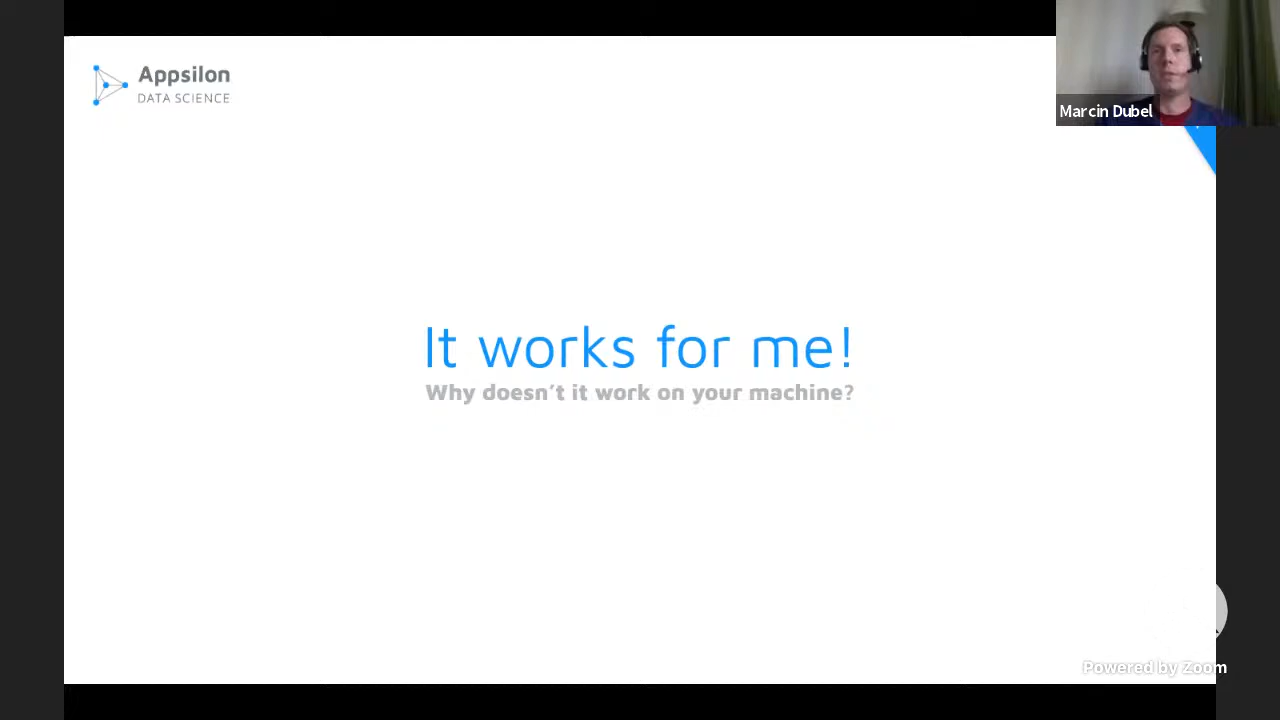 Appsilon
DATA SCIENCE
Marcin Dubel
It works for me!
Why doesn't it work on your machine?
Powered by Zoom